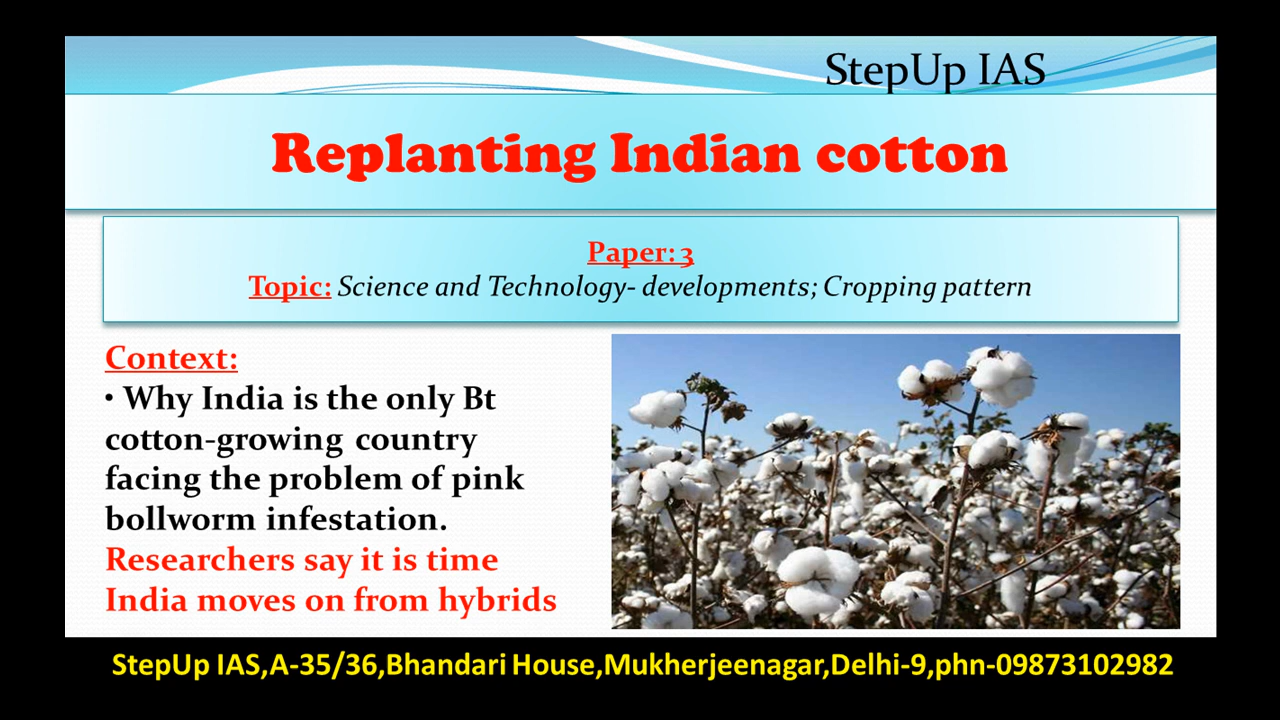 StepUp IAS
Replanting Indian cotton
Paper: 3
Topic: Science and Technology- developments; Cropping pattern
Context:
• Why India is the only Bt
cotton-growing country
facing the problem of pink
bollworm infestation.
Researchers say it is time
India moves on from hybrids
StepUp IAS,A-35/36,Bhandari House,Mukherjeenagar,Delhi-9,phn-09873102982